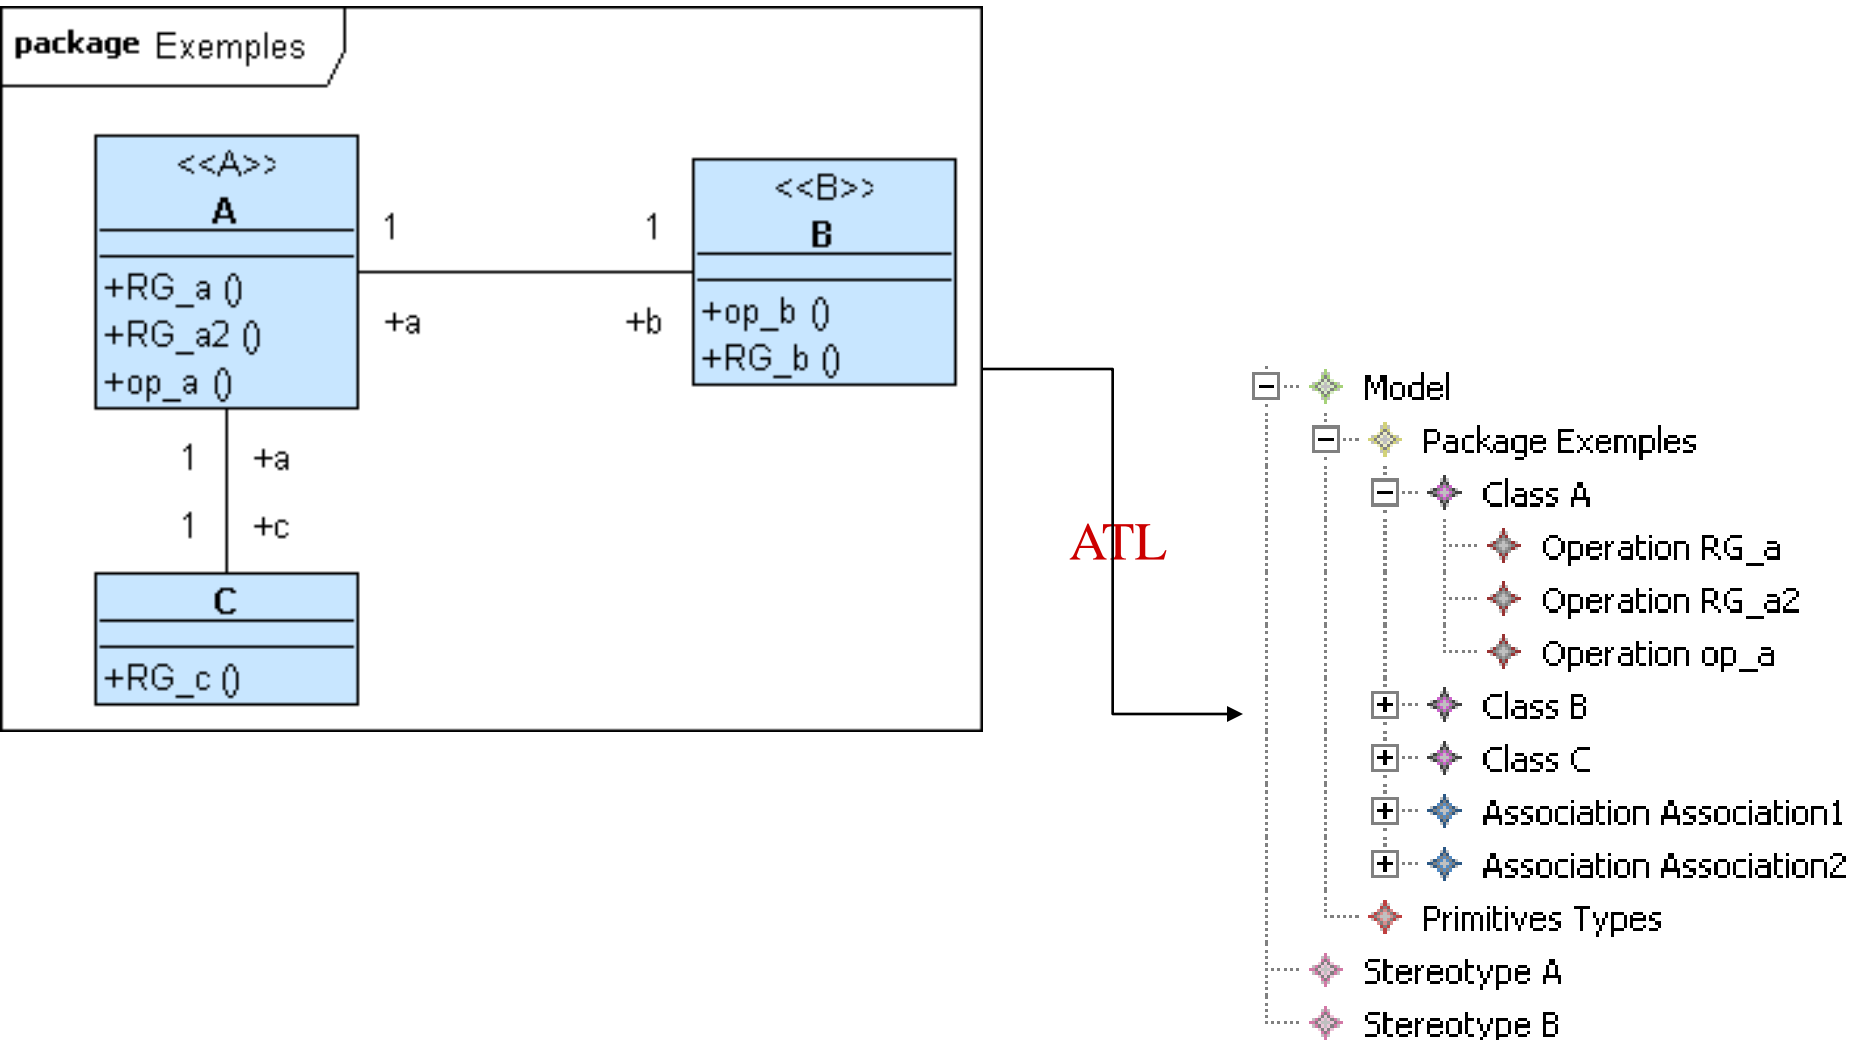 package Exemples
<<A>>
A
+RG_a ()
+RG_a2 ()
+op_a ()
1
1
+a
+b
<<B>>
B
+op_b ()
+RG_b ()
1
+a
1
+c
C
+RG_c ()
ATL
Model
Package Exemples
Class A
Operation RG_a
Operation RG_a2
Operation op_a
Class B
Class C
Association Association1
Association Association2
Primitives Types
Stereotype A
Stereotype B